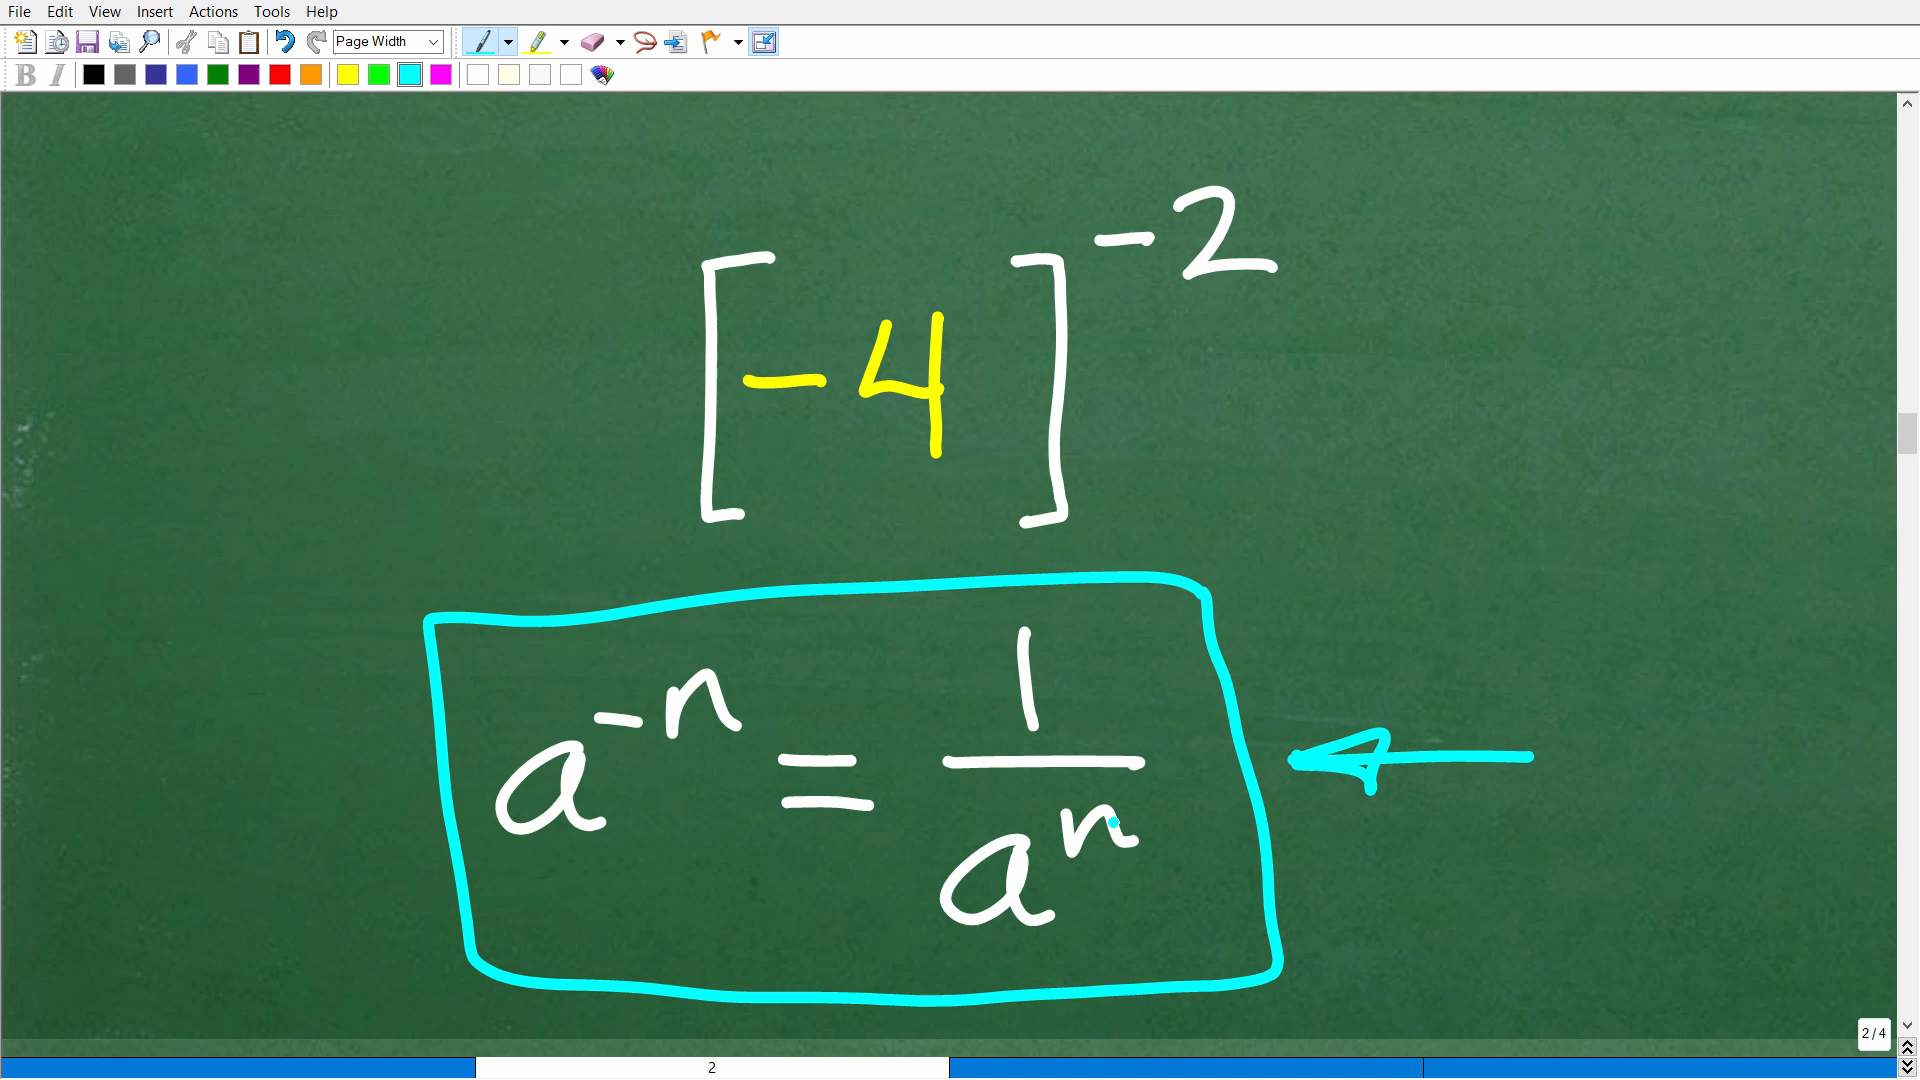 File Edit View Insert Actions Tools Help
Page Width
B I
[-4]^-2
a^-n = 1/a^n
2 / 4
2